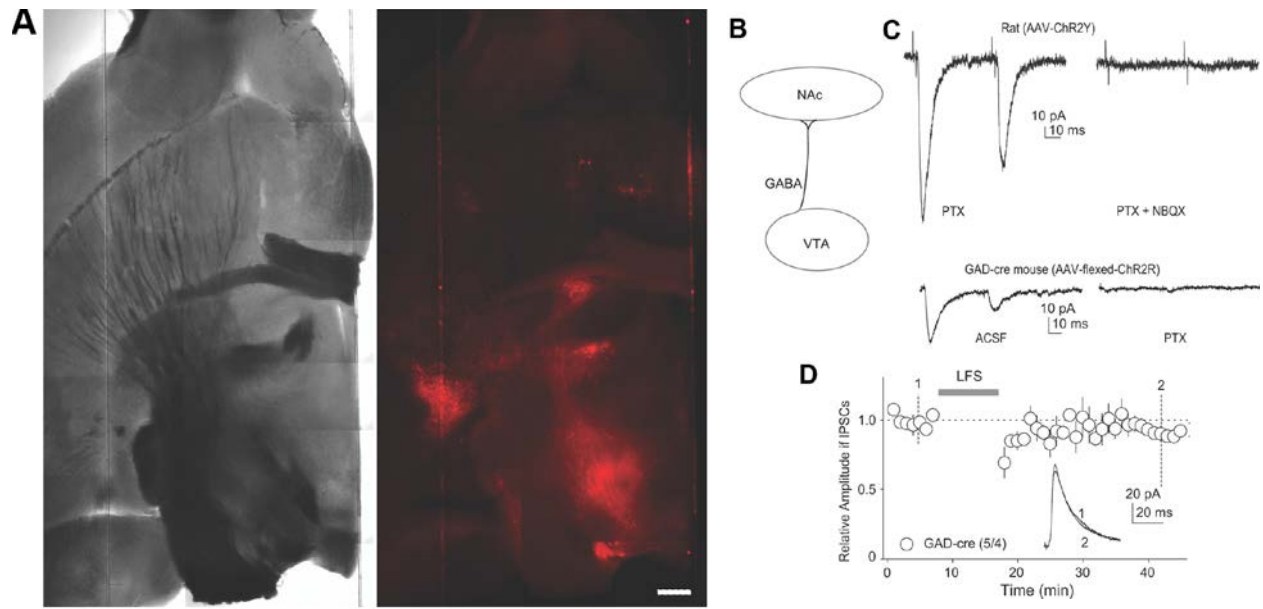 A
B
NAc
GABA
VTA
C
Rat (AAV-ChR2Y)
10 pA
10 ms
PTX
PTX + NBQX
GAD-cre mouse (AAV-flexed-ChR2R)
10 pA
10 ms
ACSF
PTX
D
LFS
1
2
Relative Amplitude if IPSCs
1.0
0.5
0
20 pA
20 ms
1
2
GAD-cre (5/4)
0
10
20
30
40
Time (min)